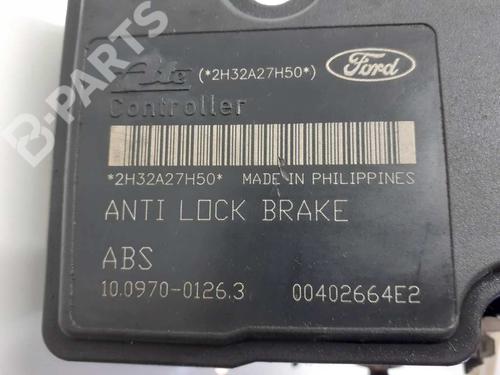 Ate (*2H32A27H50*) Ford
Controller
*2H32A27H50* MADE IN PHILIPPINES
ANTI LOCK BRAKE
ABS
10.0970-0126.3 00402664E2
B-PARTS